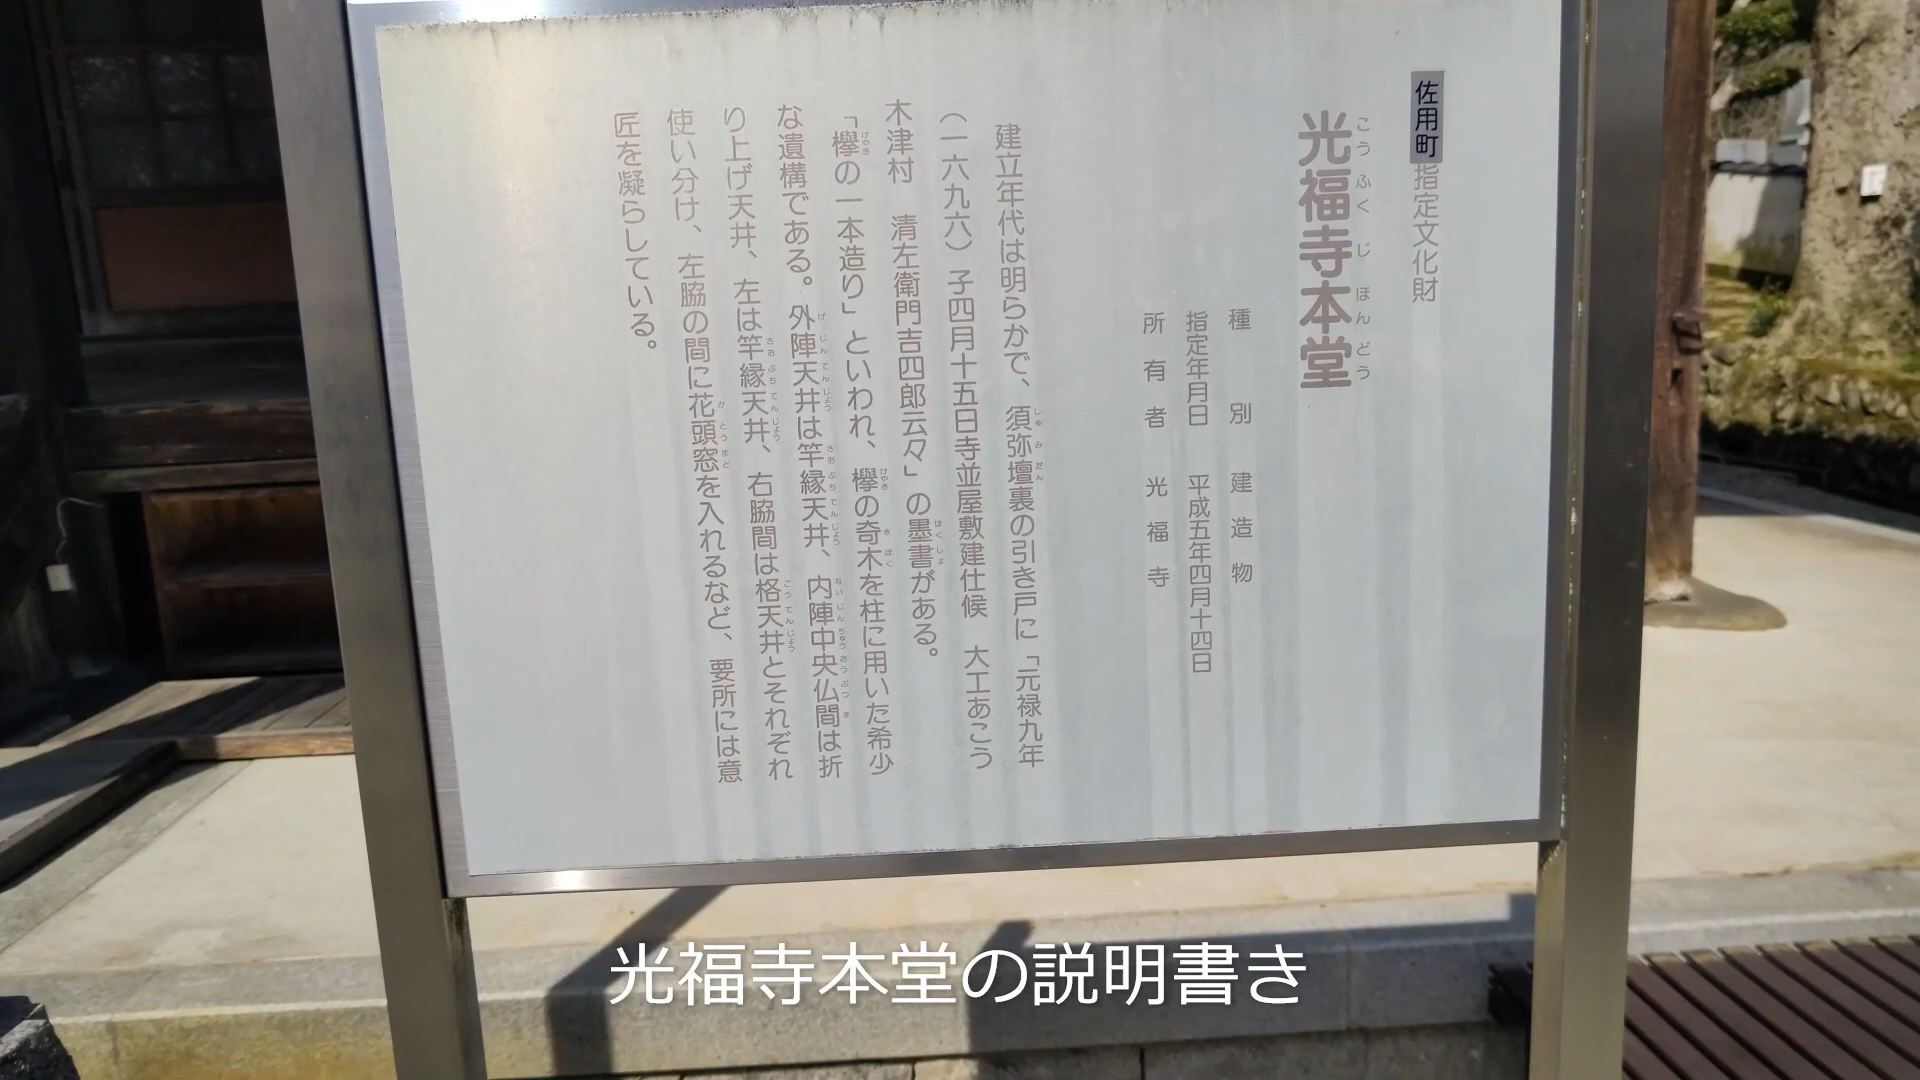 佐用町指定文化財
こうふくじほんどう
光福寺本堂
種別 建造物
指定年月日 平成五年四月十四日
所有者 光福寺
建立年代は明らかで、須弥壇裏の引き戸に「元禄九年
（一六九六）子四月十五日寺並屋敷建仕候 大工あこう
木津村 清左衛門吉四郎云々」の墨書がある。
「欅の一本造り」といわれ、欅の奇木を柱に用いた希少
な遺構である。外陣天井は竿縁天井、内陣中央仏間は折
り上げ天井、左は竿縁天井、右脇間は格天井とそれぞれ
使い分け、左脇の間に花頭窓を入れるなど、要所には意
匠を凝らしている。
光福寺本堂の説明書き